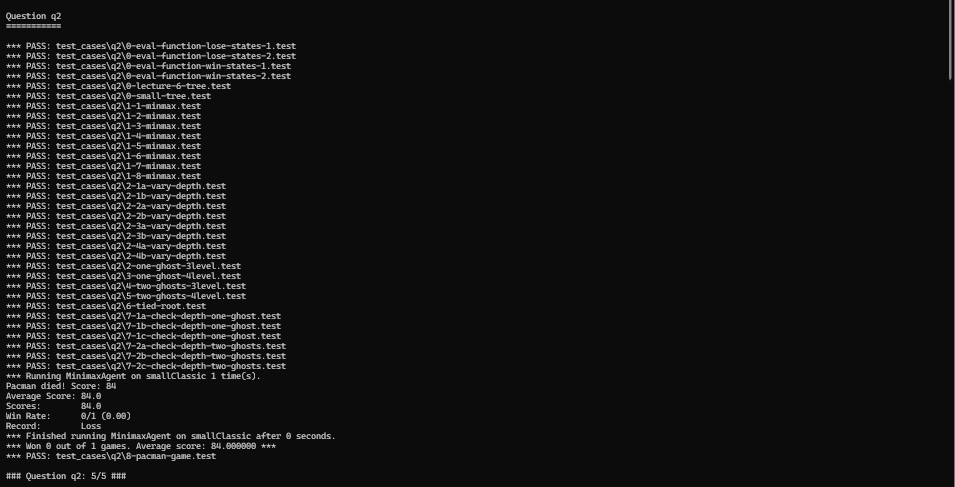 Question q2
===========
*** PASS: test_cases\q2\0-eval-function-lose-states-1.test
*** PASS: test_cases\q2\0-eval-function-lose-states-2.test
*** PASS: test_cases\q2\0-eval-function-win-states-1.test
*** PASS: test_cases\q2\0-eval-function-win-states-2.test
*** PASS: test_cases\q2\0-lecture-6-tree.test
*** PASS: test_cases\q2\0-small-tree.test
*** PASS: test_cases\q2\1-1-minmax.test
*** PASS: test_cases\q2\1-2-minmax.test
*** PASS: test_cases\q2\1-3-minmax.test
*** PASS: test_cases\q2\1-4-minmax.test
*** PASS: test_cases\q2\1-5-minmax.test
*** PASS: test_cases\q2\1-6-minmax.test
*** PASS: test_cases\q2\1-7-minmax.test
*** PASS: test_cases\q2\1-8-minmax.test
*** PASS: test_cases\q2\2-1a-vary-depth.test
*** PASS: test_cases\q2\2-1b-vary-depth.test
*** PASS: test_cases\q2\2-2a-vary-depth.test
*** PASS: test_cases\q2\2-2b-vary-depth.test
*** PASS: test_cases\q2\2-3a-vary-depth.test
*** PASS: test_cases\q2\2-3b-vary-depth.test
*** PASS: test_cases\q2\2-4a-vary-depth.test
*** PASS: test_cases\q2\2-4b-vary-depth.test
*** PASS: test_cases\q2\2-one-ghost-3level.test
*** PASS: test_cases\q2\3-one-ghost-4level.test
*** PASS: test_cases\q2\4-two-ghosts-3level.test
*** PASS: test_cases\q2\5-two-ghosts-4level.test
*** PASS: test_cases\q2\6-tied-root.test
*** PASS: test_cases\q2\7-1a-check-depth-one-ghost.test
*** PASS: test_cases\q2\7-1b-check-depth-one-ghost.test
*** PASS: test_cases\q2\7-1c-check-depth-one-ghost.test
*** PASS: test_cases\q2\7-2a-check-depth-two-ghosts.test
*** PASS: test_cases\q2\7-2b-check-depth-two-ghosts.test
*** PASS: test_cases\q2\7-2c-check-depth-two-ghosts.test
*** Running MinimaxAgent on smallClassic 1 time(s).
Pacman died! Score: 84
Average Score: 84.0
Scores:        84.0
Win Rate:      0/1 (0.00)
Record:        Loss
*** Finished running MinimaxAgent on smallClassic after 0 seconds.
*** Won 0 out of 1 games. Average score: 84.000000 ***
*** PASS: test_cases\q2\8-pacman-game.test
### Question q2: 5/5 ###